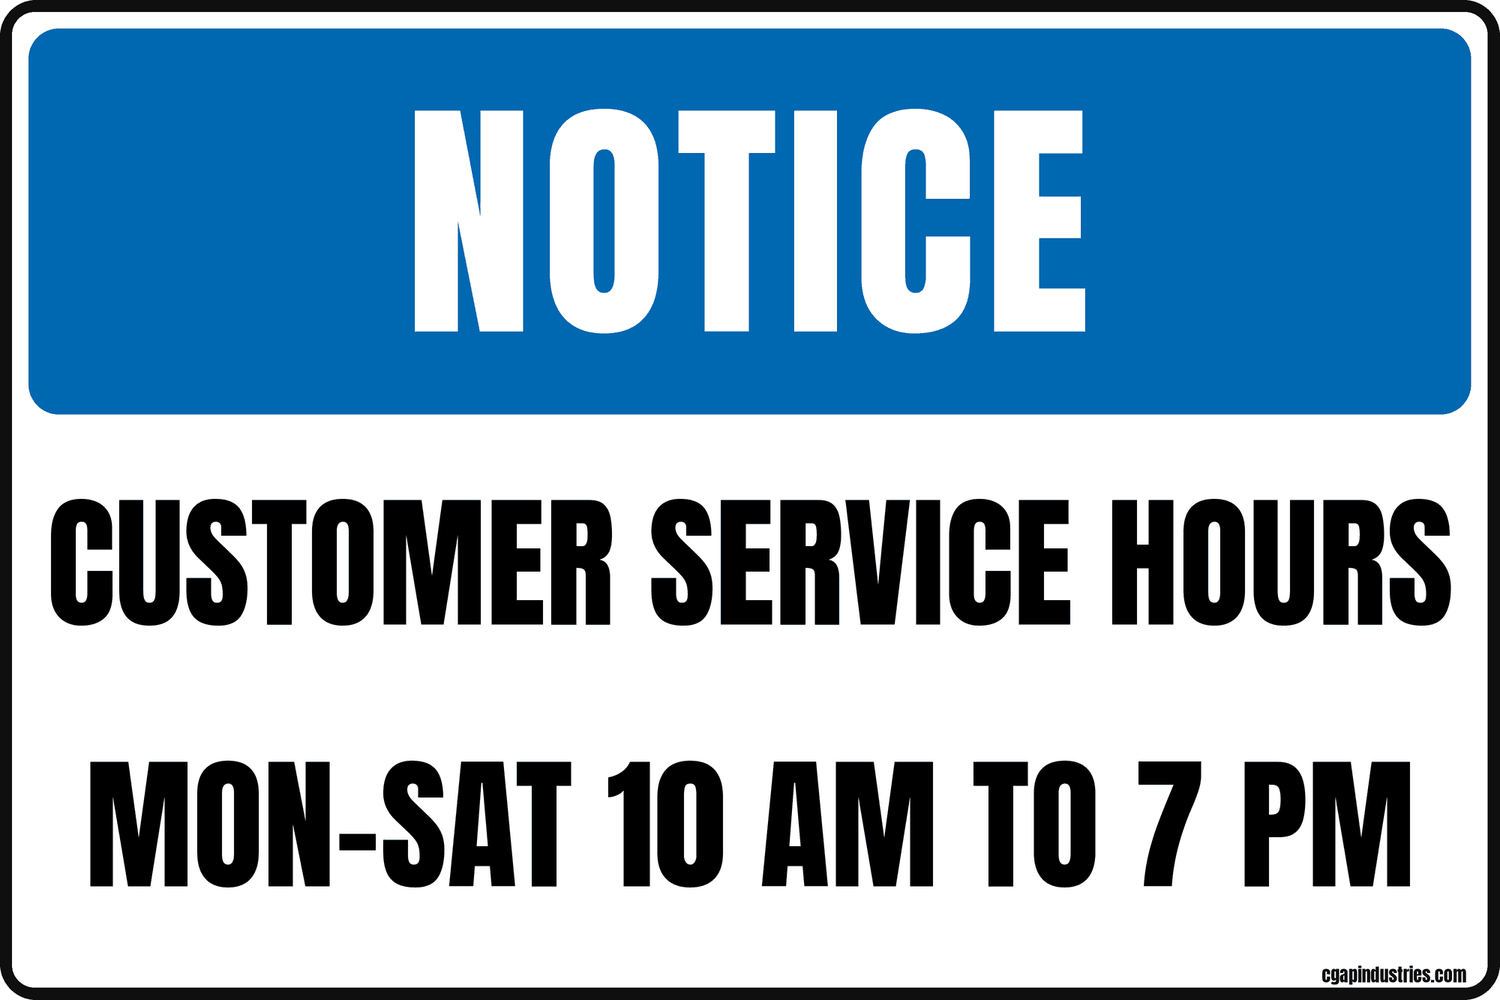 NOTICE
CUSTOMER SERVICE HOURS
MON-SAT 10 AM TO 7 PM
cgapindustries.com